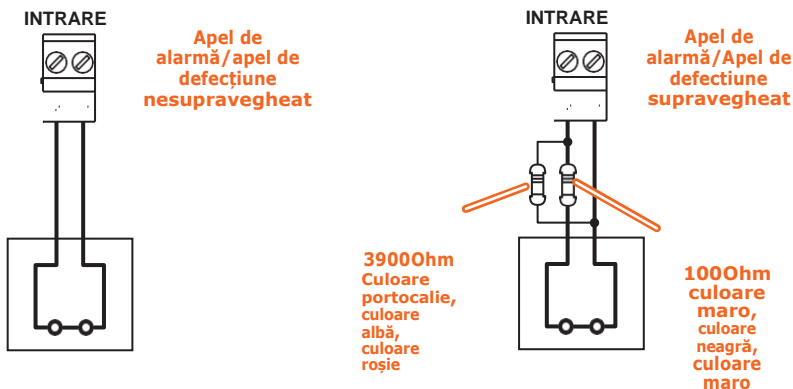 INTRARE
Apel de
alarmă/apel de
defecțiune
nesupravegheat
INTRARE
Apel de
alarmă/Apel de
defectiune
supravegheat
3900Ohm
Culoare
portocalie,
culoare
albă,
culoare
roșie
100Ohm
culoare
maro,
culoare
neagră,
culoare
maro